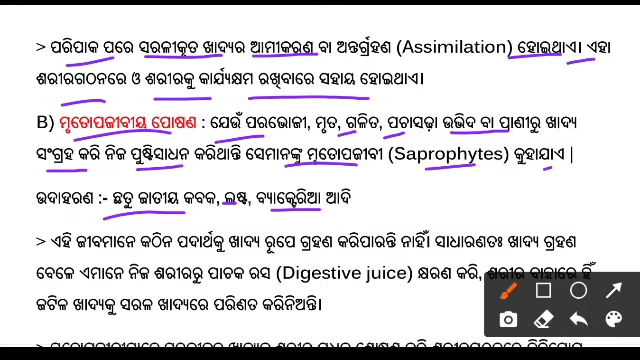 > ପରିପାକ ପରେ ସରଳୀକୃତ ଖାଦ୍ୟର ଆତ୍ମୀକରଣ ବା ଅନ୍ତର୍ଗ୍ରହଣ (Assimilation) ହୋଇଥାଏ। ଏହା
ଶରୀରଗଠନରେ ଓ ଶରୀରକୁ କାର୍ଯ୍ୟକ୍ଷମ ରଖିବାରେ ସହାୟ ହୋଇଥାଏ।
B) ମୃତୋପଜୀବୀୟ ପୋଷଣ : ଯେଉଁ ପରଭୋଜୀ, ମୃତ, ଗଳିତ, ପଚାସଢ଼ା ଉଦ୍ଭିଦ ବା ପ୍ରାଣୀରୁ ଖାଦ୍ୟ
ସଂଗ୍ରହ କରି ନିଜ ପୁଷ୍ଟିସାଧନ କରିଥାନ୍ତି ସେମାନଙ୍କୁ ମୃତୋପଜୀବୀ (Saprophytes) କୁହାଯାଏ |
ଉଦାହରଣ :- ଛତୁ ଜାତୀୟ କବକ, ଇଷ୍ଟ, ବ୍ୟାକ୍ଟେରିଆ ଆଦି
> ଏହି ଜୀବମାନେ କଠିନ ପଦାର୍ଥକୁ ଖାଦ୍ୟ ରୂପେ ଗ୍ରହଣ କରିପାରନ୍ତି ନାହିଁ। ସାଧାରଣତଃ ଖାଦ୍ୟ ଗ୍ରହଣ
ବେଳେ ଏମାନେ ନିଜ ଶରୀରରୁ ପାଚକ ରସ (Digestive juice) କ୍ଷରଣ କରି, ଶରୀର ବାହାରେ ହିଁ
ଜଟିଳ ଖାଦ୍ୟକୁ ସରଳ ଖାଦ୍ୟରେ ପରିଣତ କରିନିଅନ୍ତି।